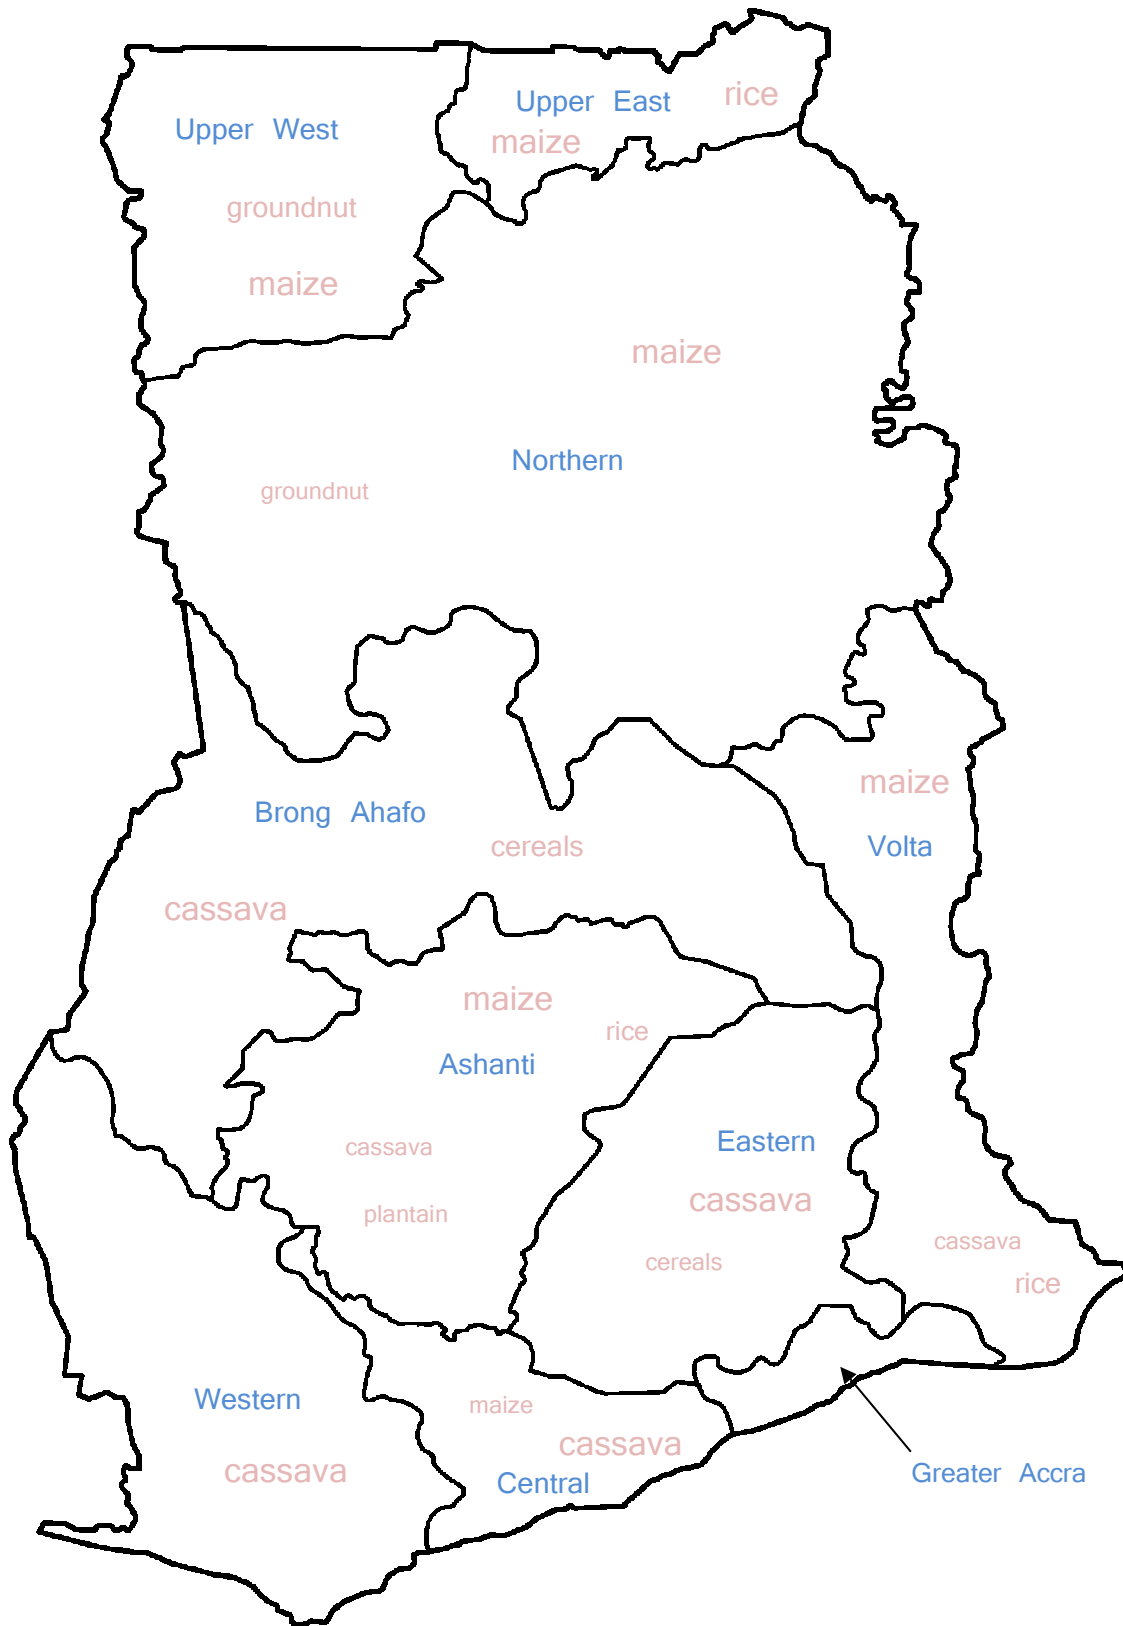 rice
Upper East
Upper West
maize
groundnut
maize
maize
Northern
groundnut
maize
Brong Ahafo
cereals
Volta
cassava
maize
rice
Ashanti
Eastern
cassava
cassava
plantain
cassava
cereals
rice
Western
maize
cassava
cassava
Central
Greater Accra